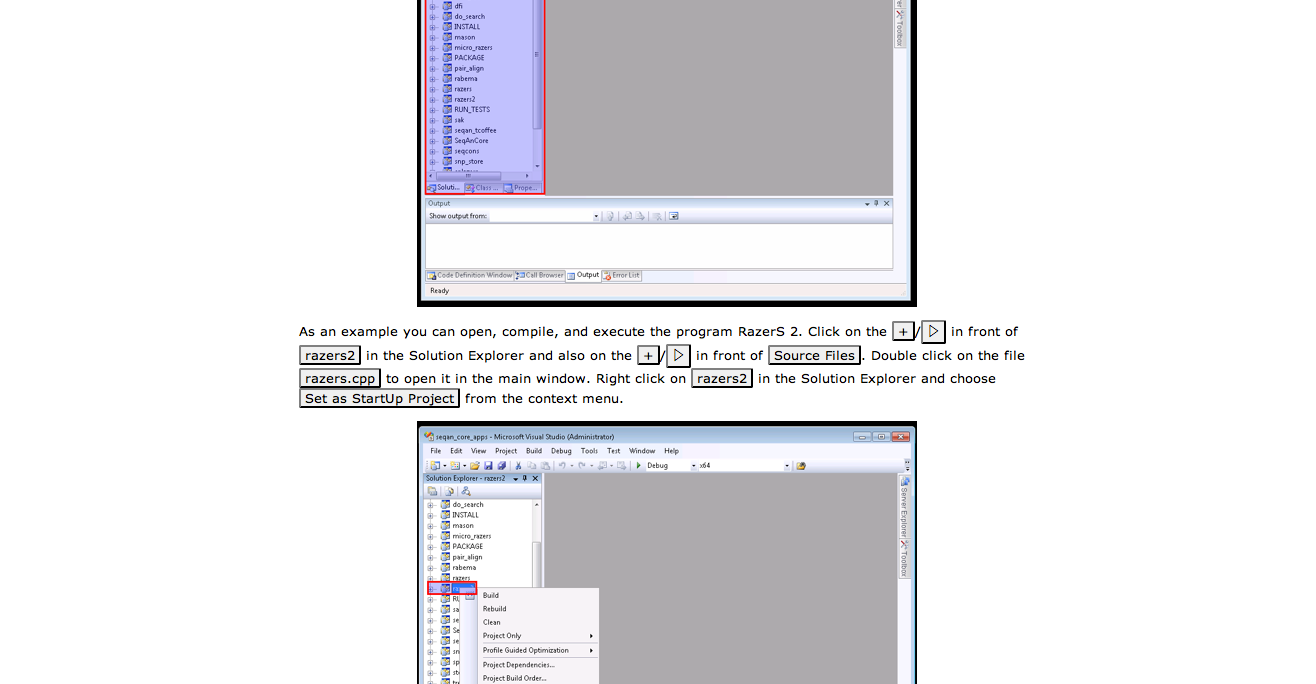 dfi
do_search
INSTALL
mason
micro_razers
PACKAGE
pair_align
rabema
razers
razers2
RUN_TESTS
sak
seqan_tcoffee
SeqAnCore
seqcons
snp_store
Soluti... Class ... Prope...
Toolbox
Output
Show output from:
Code Definition Window Call Browser Output Error List
Ready
As an example you can open, compile, and execute the program RazerS 2. Click on the + / ▷ in front of
razers2 in the Solution Explorer and also on the + / ▷ in front of Source Files . Double click on the file
razers.cpp to open it in the main window. Right click on razers2 in the Solution Explorer and choose
Set as StartUp Project from the context menu.
seqan_core_apps - Microsoft Visual Studio (Administrator)
File Edit View Project Build Debug Tools Test Window Help
Debug x64
Solution Explorer - razers2
do_search
INSTALL
mason
micro_razers
PACKAGE
pair_align
rabema
razers
Server Explorer
Toolbox
Build
Rebuild
Clean
Project Only
Profile Guided Optimization
Project Dependencies...
Project Build Order...